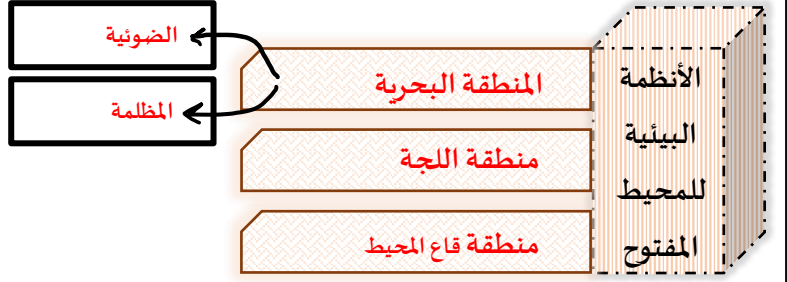 الأنظمة
البيئية
للمحيط
المفتوح
المنطقة البحرية
الضوئية
المظلمة
منطقة اللجة
منطقة قاع المحيط